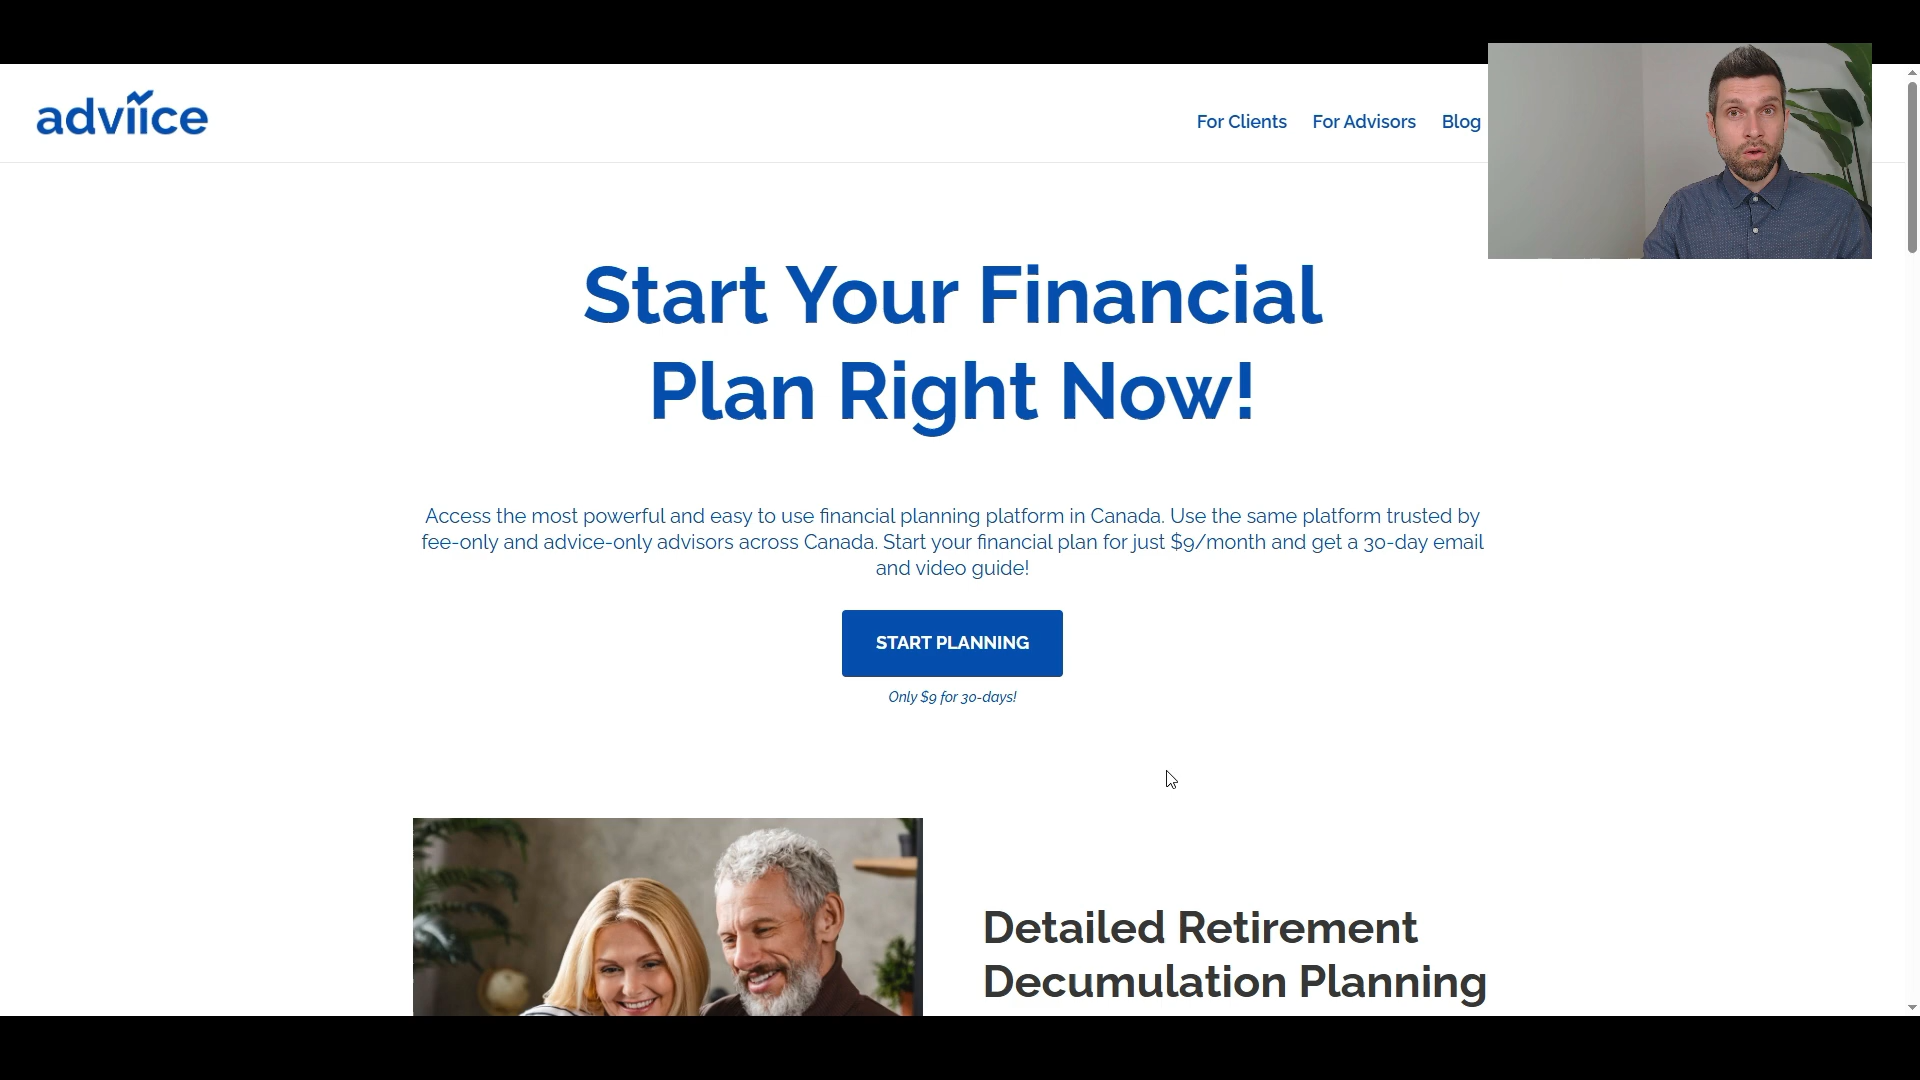 adviice
For Clients
For Advisors
Blog
Start Your Financial
Plan Right Now!
Access the most powerful and easy to use financial planning platform in Canada. Use the same platform trusted by
fee-only and advice-only advisors across Canada. Start your financial plan for just $9/month and get a 30-day email
and video guide!
START PLANNING
Only $9 for 30-days!
Detailed Retirement
Decumulation Planning